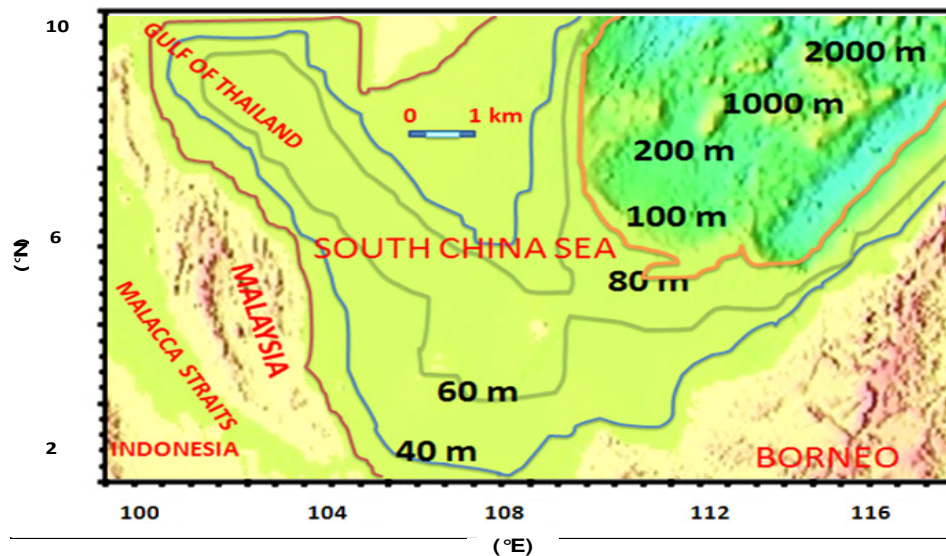 10
2000 m
GULF OF THAILAND
1000 m
0 1 km
200 m
100 m
6
SOUTH CHINA SEA
(°N)
80 m
MALAYSIA
MALACCA STRAITS
60 m
2
INDONESIA
40 m
BORNEO
100 104 108 112 116
(°E)